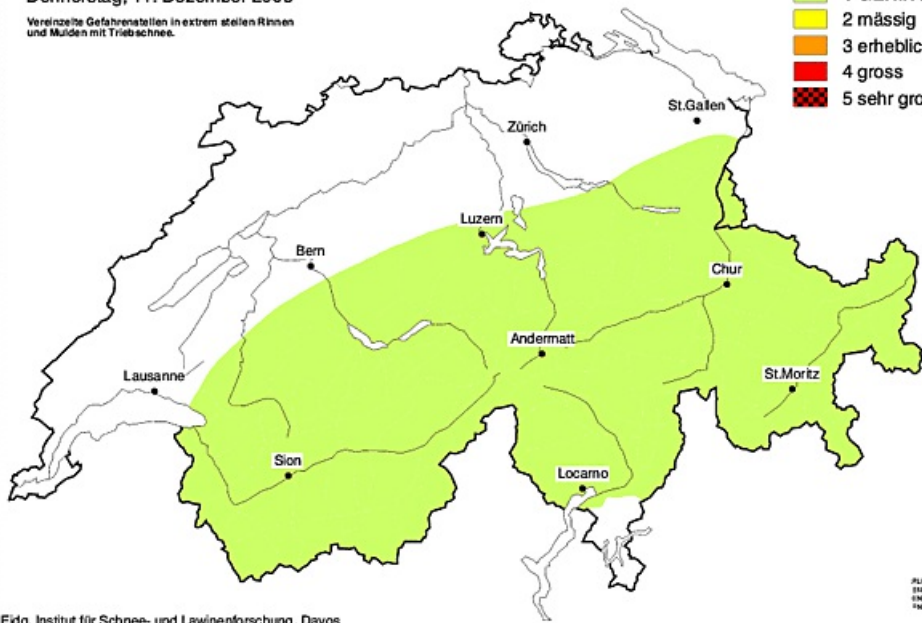 Vereinzelte Gefahrenstellen in extrem steilen Rinnen
und Mulden mit Triebschnee.
2 mässig
3 erheblic
4 gross
5 sehr gro
St.Gallen
Zürich
Luzern
Bern
Chur
Andermatt
Lausanne
St.Moritz
Sion
Locarno
Eidg. Institut für Schnee- und Lawinenforschung, Davos